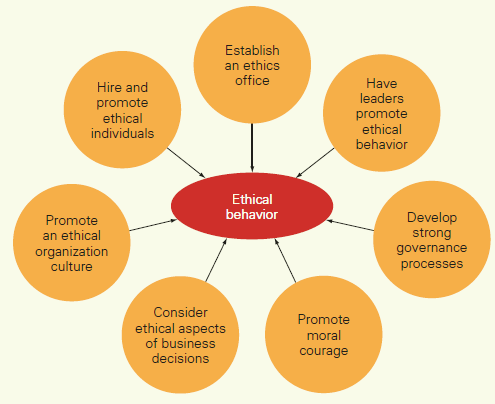 Establish
an ethics
office
Have
leaders
promote
ethical
behavior
Develop
strong
governance
processes
Promote
moral
courage
Consider
ethical aspects
of business
decisions
Promote
an ethical
organization
culture
Hire and
promote
ethical
individuals
Ethical
behavior